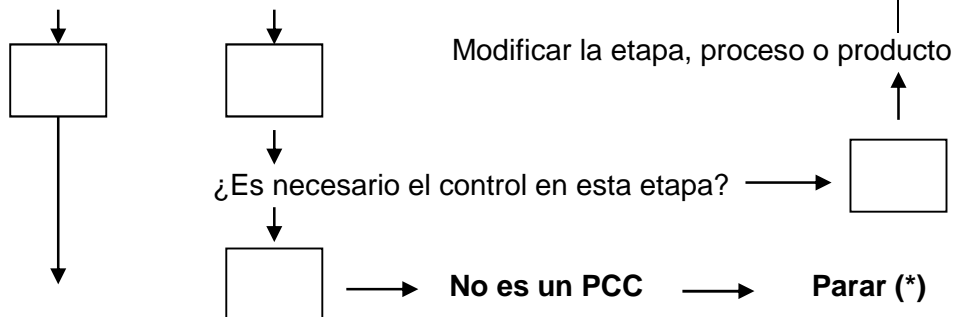 Modificar la etapa, proceso o producto
¿Es necesario el control en esta etapa?
No es un PCC
Parar (*)